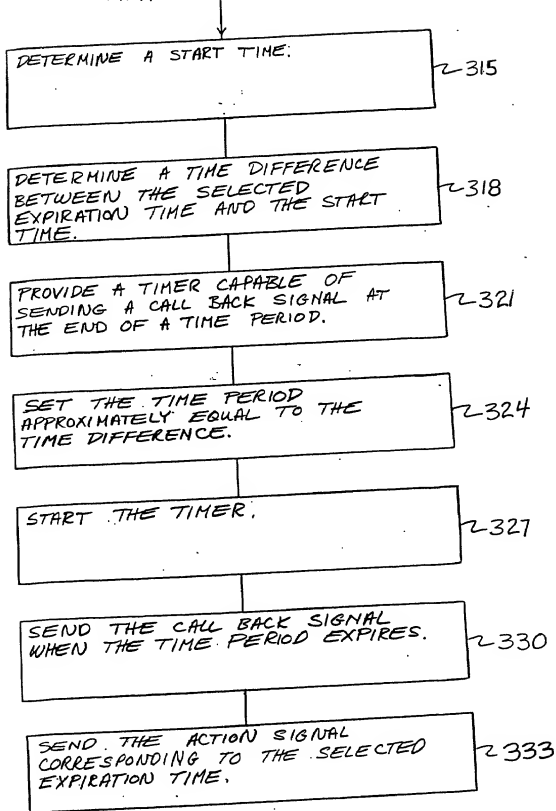 DETERMINE A START TIME.
315
DETERMINE A TIME DIFFERENCE
BETWEEN THE SELECTED
EXPIRATION TIME AND THE START
TIME.
318
PROVIDE A TIMER CAPABLE OF
SENDING A CALL BACK SIGNAL AT
THE END OF A TIME PERIOD.
321
SET THE TIME PERIOD
APPROXIMATELY EQUAL TO THE
TIME DIFFERENCE.
324
START THE TIMER.
327
SEND THE CALL BACK SIGNAL
WHEN THE TIME PERIOD EXPIRES.
330
SEND THE ACTION SIGNAL
CORRESPONDING TO THE SELECTED
EXPIRATION TIME.
333